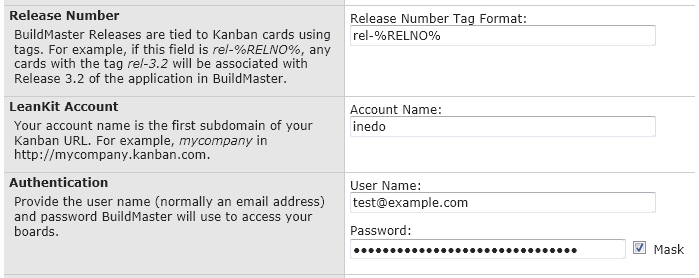 Release Number
BuildMaster Releases are tied to Kanban cards using
tags. For example, if this field is rel-%RELNO%, any
cards with the tag rel-3.2 will be associated with
Release 3.2 of the application in BuildMaster.
Release Number Tag Format:
rel-%RELNO%
LeanKit Account
Your account name is the first subdomain of your
Kanban URL. For example, mycompany in
http://mycompany.kanban.com.
Account Name:
inedo
Authentication
Provide the user name (normally an email address)
and password BuildMaster will use to access your
boards.
User Name:
test@example.com
Password:
Mask